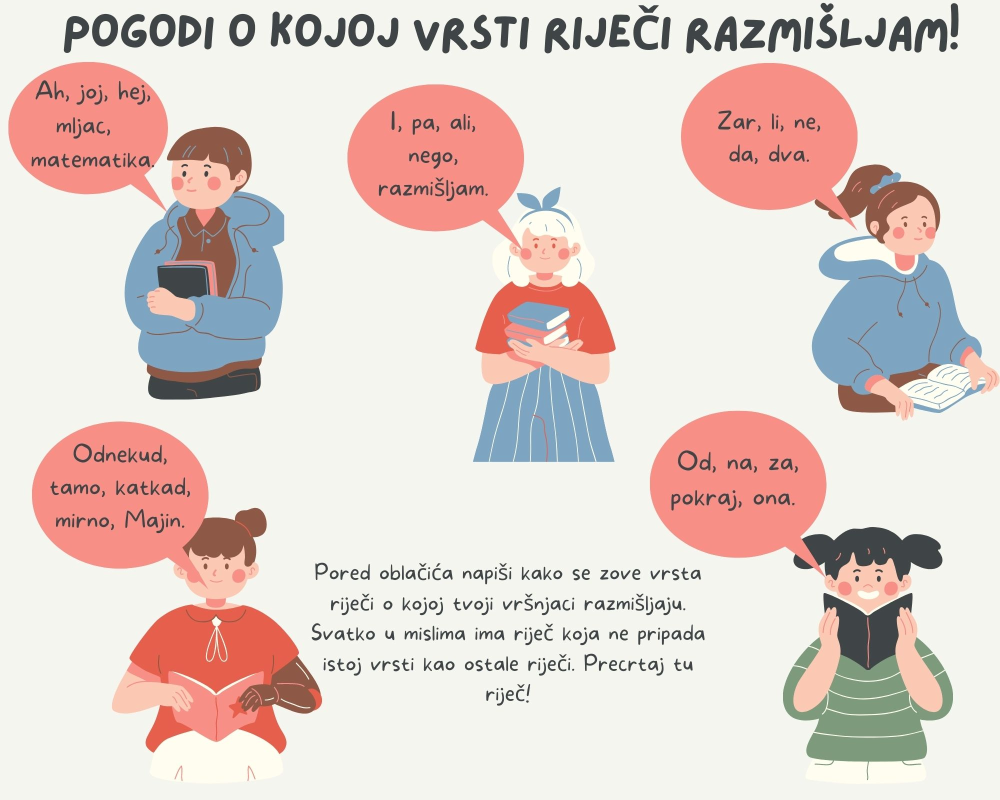 POGODI O KOJOJ VRSTI RIJEČI RAZMIŠLJAM!
Ah, joj, hej,
mljac,
matematika.
I, pa, ali,
nego,
razmišljam.
Zar, li, ne,
da, dva.
Odnekud,
tamo, katkad,
mirno, Majin.
Od, na, za,
pokraj, ona.
Pored oblačića napiši kako se zove vrsta
riječi o kojoj tvoji vršnjaci razmišljaju.
Svatko u mislima ima riječ koja ne pripada
istoj vrsti kao ostale riječi. Precrtaj tu
riječ!